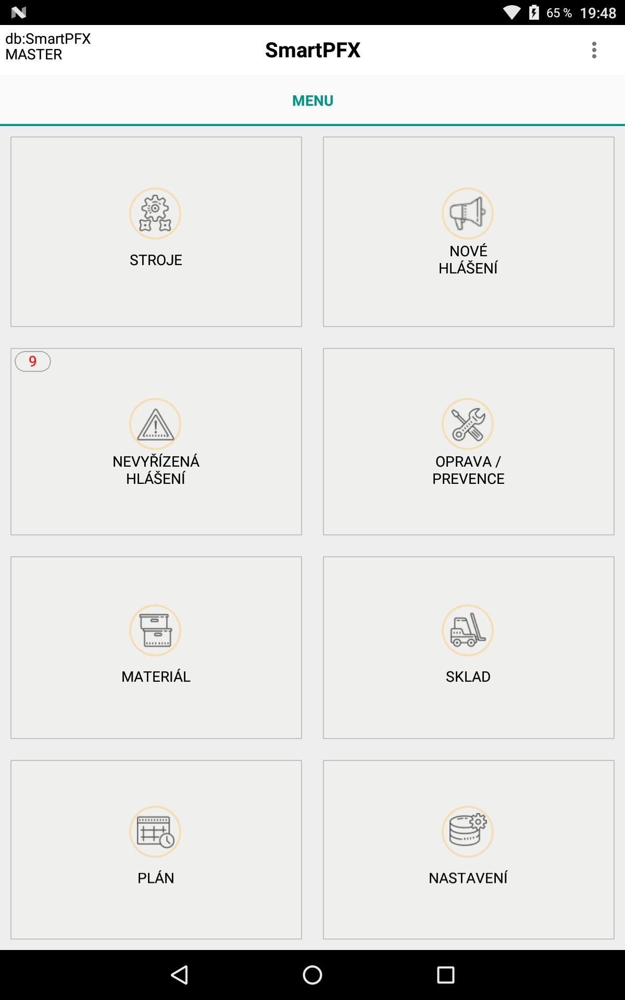 65 % 19:48
db:SmartPFX
MASTER
SmartPFX
MENU
STROJE
NOVÉ
HLÁŠENÍ
9
NEVYŘÍZENÁ
HLÁŠENÍ
OPRAVA /
PREVENCE
MATERIÁL
SKLAD
PLÁN
NASTAVENÍ